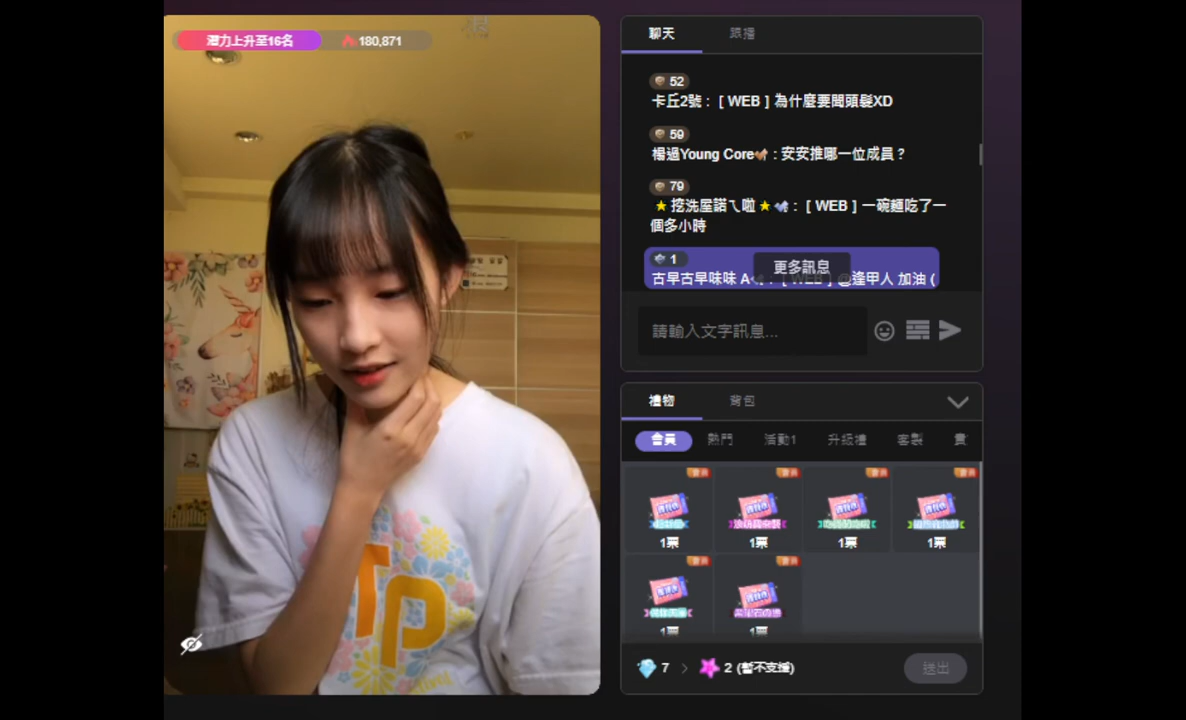 潛力上升至16名
180,871
浪
TP
聊天
跟播
52
卡丘2號： [ WEB ] 為什麼要聞頭髮XD
59
楊過Young Core : 安安推哪一位成員？
79
挖洗屋諾ㄟ啦 ： [ WEB ] 一碗麵吃了一
個多小時
1
更多訊息
古早古早味味 A : [ WEB ] @逢甲人 加油 (
請輸入文字訊息...
禮物
背包
會員
熱門
活動1
升級禮
客製
1票
1票
1票
1票
1票
1票
7
2 (暫不支援)
送出